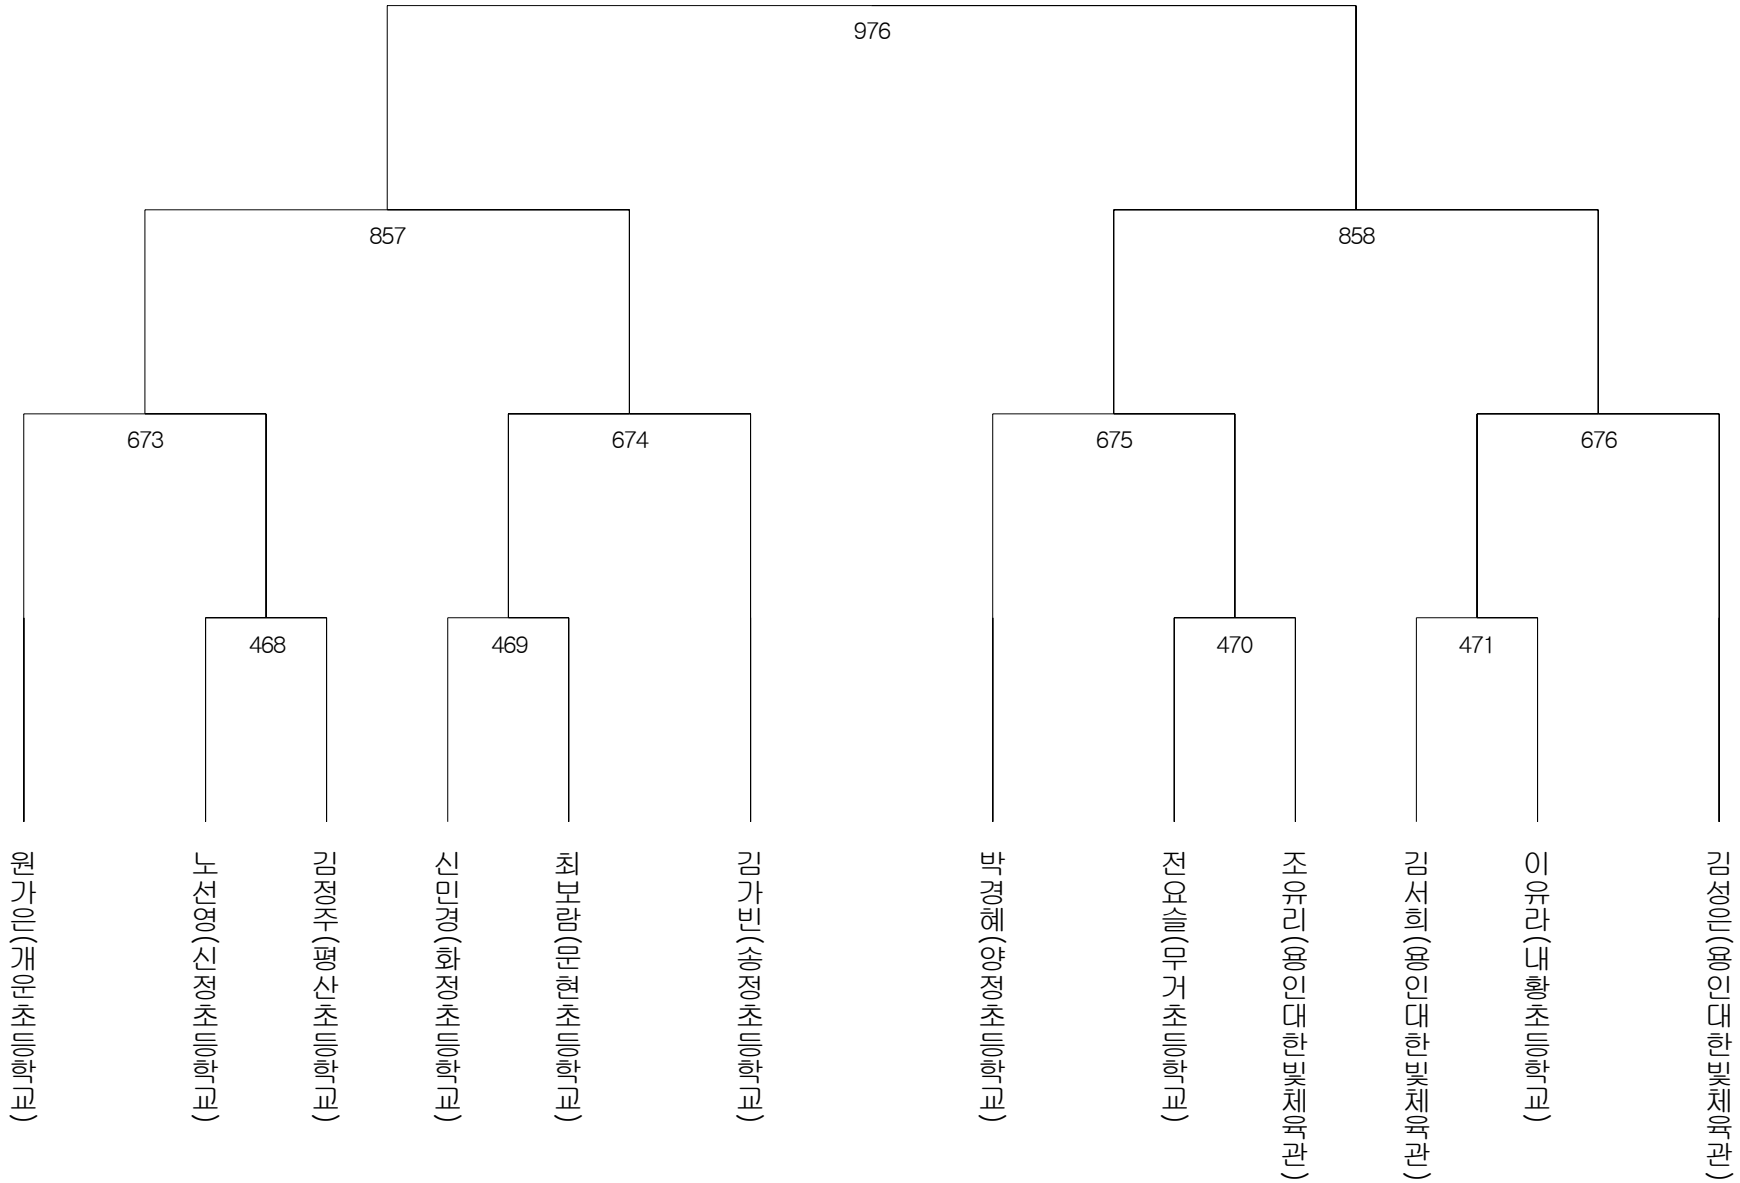 976
857
858
673
674
675
676
468
469
470
471
원가은(개운초등학교)
노선영(신정초등학교)
김정주(평산초등학교)
신민경(화정초등학교)
최보람(문현초등학교)
김가빈(송정초등학교)
박경혜(양정초등학교)
전요슬(무거초등학교)
조유리(용인대한빛체육관)
김서희(용인대한빛체육관)
이유라(내황초등학교)
김성은(용인대한빛체육관)